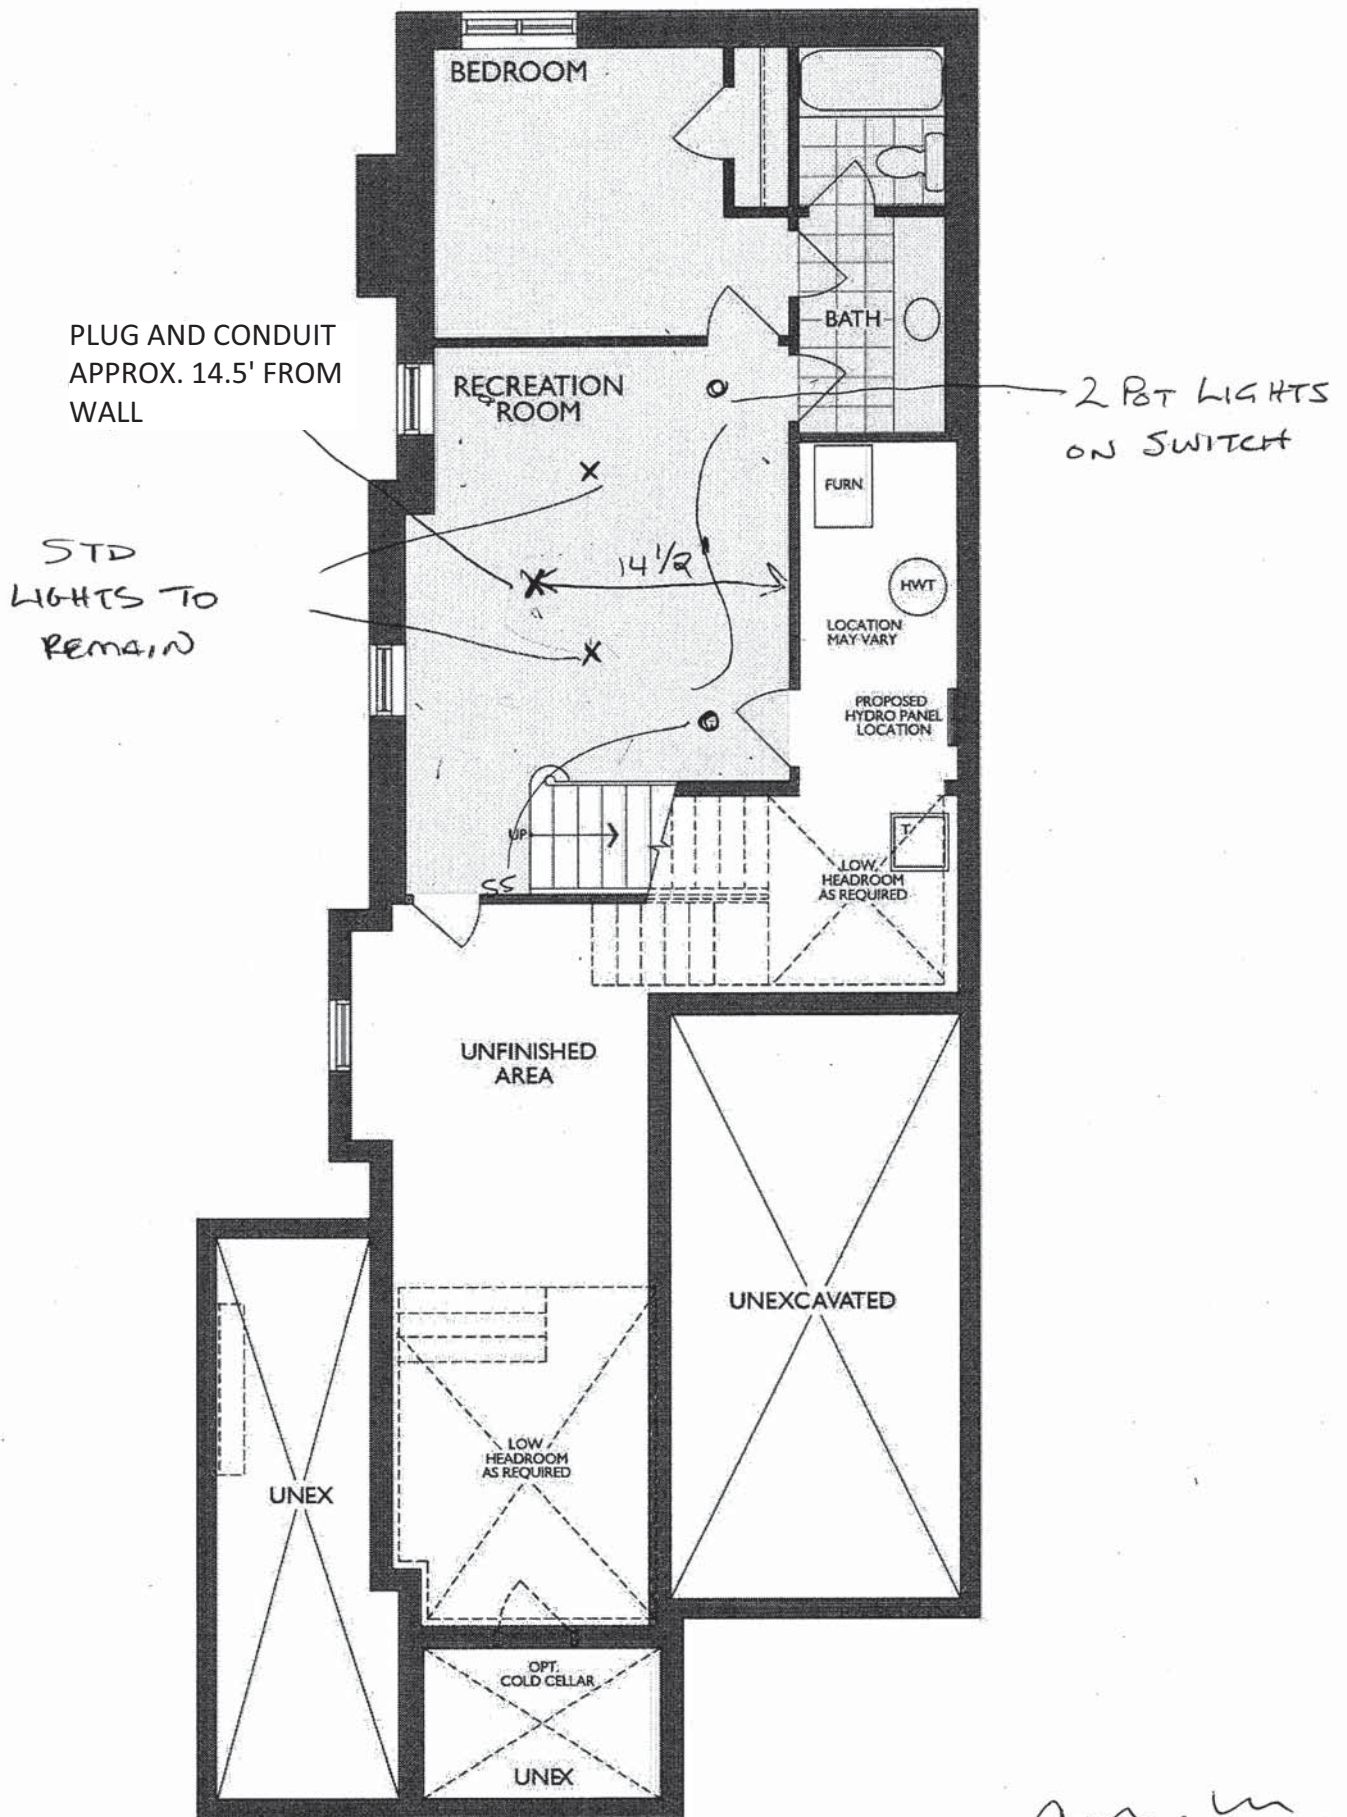 BEDROOM
PLUG AND CONDUIT
APPROX. 14.5' FROM
WALL
BATH
RECREATION
ROOM
2 POT LIGHTS
ON SWITCH
FURN
STD
LIGHTS TO
REMAIN
14 1/2
HWT
LOCATION
MAY VARY
PROPOSED
HYDRO PANEL
LOCATION
UP
T
LOW
HEADROOM
AS REQUIRED
SS
UNFINISHED
AREA
UNEXCAVATED
LOW
HEADROOM
AS REQUIRED
UNEX
OPT.
COLD CELLAR
UNEX